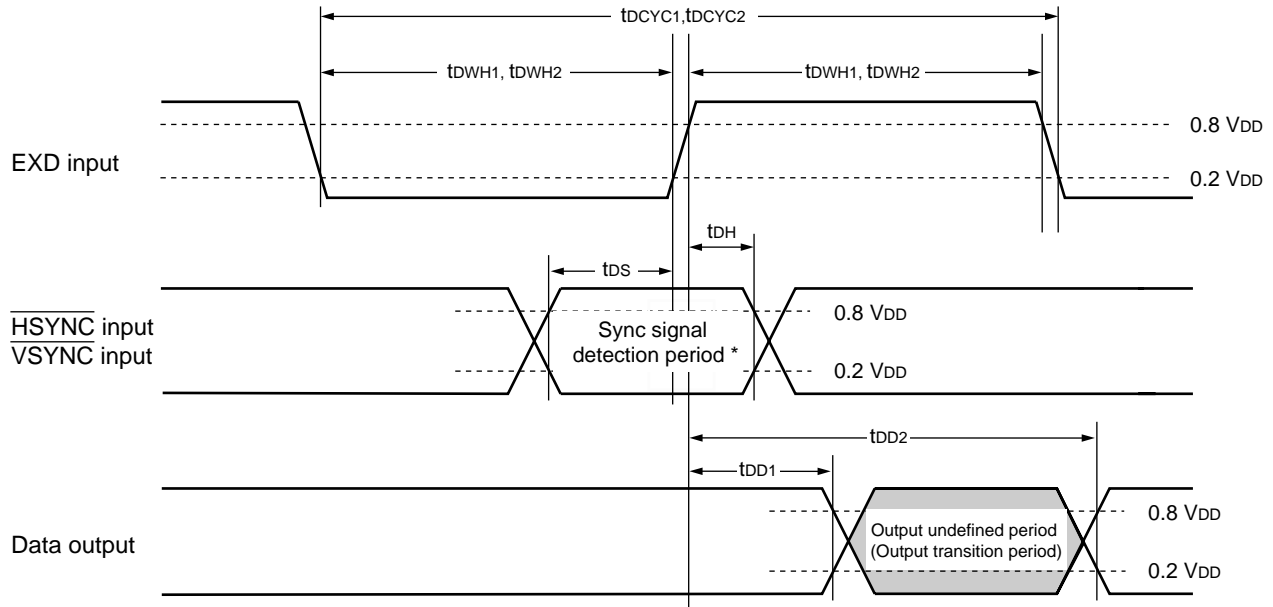 tDCYC1,tDCYC2
tDWH1, tDWH2
tDWH1, tDWH2
0.8 VDD
EXD input
0.2 VDD
tDH
tDS
HSYNC input
VSYNC input
0.8 VDD
Sync signal
detection period *
0.2 VDD
tDD2
tDD1
0.8 VDD
Data output
Output undefined period
(Output transition period)
0.2 VDD